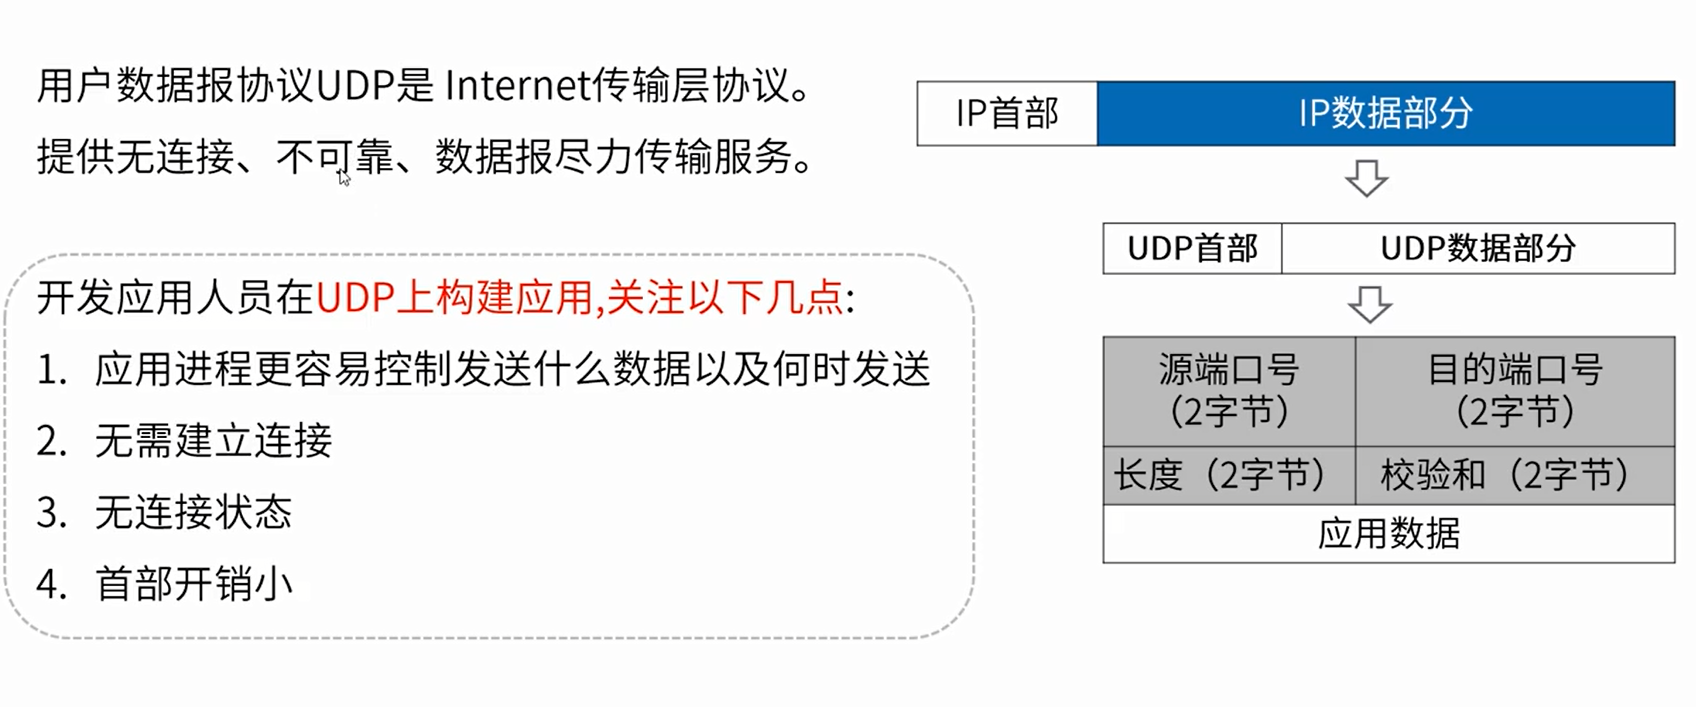 用户数据报协议UDP是 Internet传输层协议。
提供无连接、不可靠、数据报尽力传输服务。
开发应用人员在UDP上构建应用,关注以下几点:
1. 应用进程更容易控制发送什么数据以及何时发送
2. 无需建立连接
3. 无连接状态
4. 首部开销小
IP首部
IP数据部分
UDP首部
UDP数据部分
源端口号
（2字节）
目的端口号
（2字节）
长度（2字节）
校验和（2字节）
应用数据